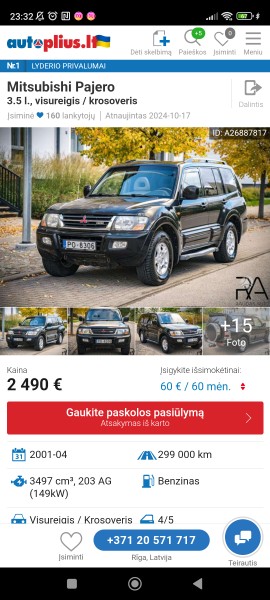 23:32
autoplius.lt
+5
Dėti skelbimą
Paieškos
Įsiminti
Meniu
Nr.1 | LYDERIO PRIVALUMAI
Mitsubishi Pajero
3.5 l., visureigis / krosoveris
Dalintis
Įsiminė 160 lankytojų | Atnaujintas 2024-10-17
ID: A26887817
PO-8306
+15
Foto
Kaina
2 490 €
Įsigykite išsimokėtinai:
60 € / 60 mėn.
Gaukite paskolos pasiūlymą
Atsakymas iš karto
31
2001-04
299 000 km
3497 cm³, 203 AG
(149kW)
Benzinas
Visureigis / Krosoveris
4/5
Įsiminti
+371 20 571 717
Rīga, Latvija
Teirautis